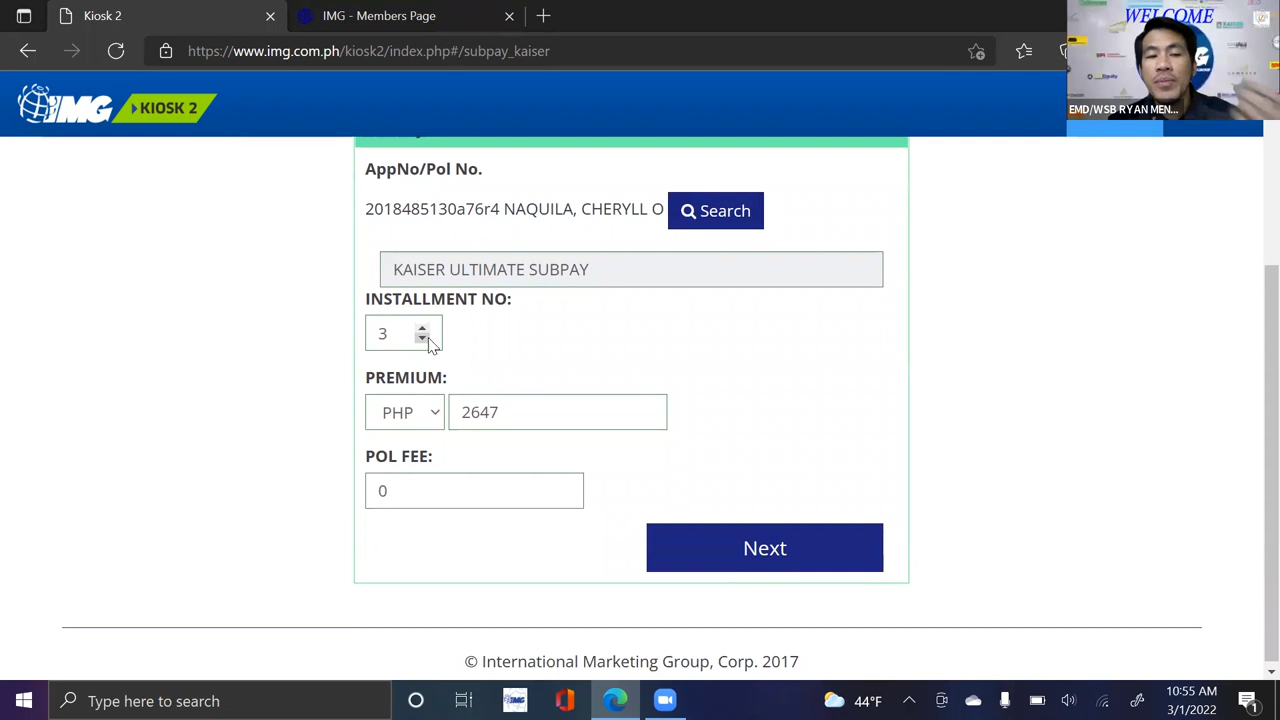 Kiosk 2
IMG - Members Page
WELCOME
https://www.img.com.ph/kiosk2/index.php#/subpay_kaiser
EMD/WSB RYAN MEN...
IMG
KIOSK 2
AppNo/Pol No.
2018485130a76r4 NAQUILA, CHERYLL O
Search
KAISER ULTIMATE SUBPAY
INSTALLMENT NO:
3
PREMIUM:
PHP
2647
POL FEE:
0
Next
© International Marketing Group, Corp. 2017
Type here to search
44°F
10:55 AM
3/1/2022
1